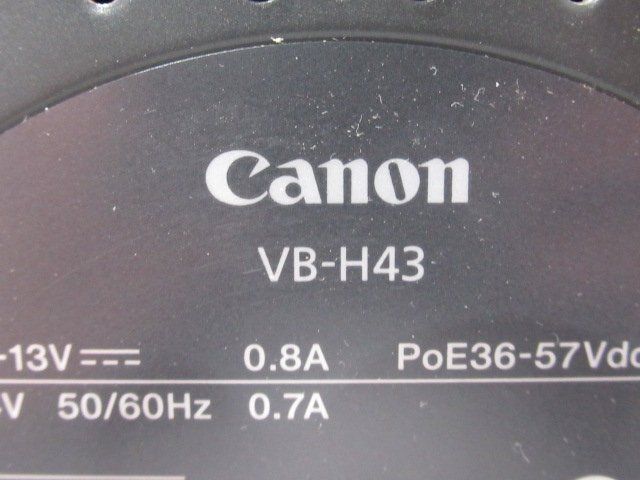 Canon
VB-H43
-13V⎓ 0.8A PoE36-57Vdc
V 50/60Hz 0.7A